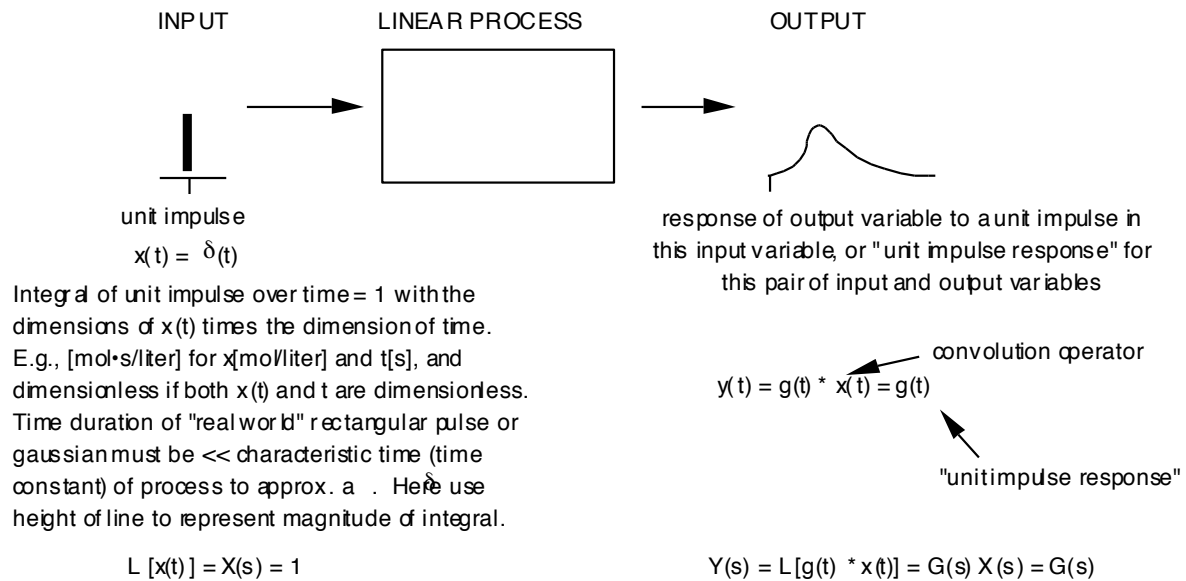 INPUT
LINEAR PROCESS
OUTPUT
unit impulse
x(t) = δ(t)
Integral of unit impulse over time = 1 with the
dimensions of x(t) times the dimension of time.
E.g., [mol•s/liter] for x[mol/liter] and t[s], and
dimensionless if both x(t) and t are dimensionless.
Time duration of "real world" rectangular pulse or
gaussian must be << characteristic time (time
constant) of process to approx. a δ. Here use
height of line to represent magnitude of integral.
L [x(t)] = X(s) = 1
response of output variable to a unit impulse in
this input variable, or "unit impulse response" for
this pair of input and output variables
convolution operator
y(t) = g(t) * x(t) = g(t)
"unit impulse response"
Y(s) = L[g(t) * x(t)] = G(s) X(s) = G(s)